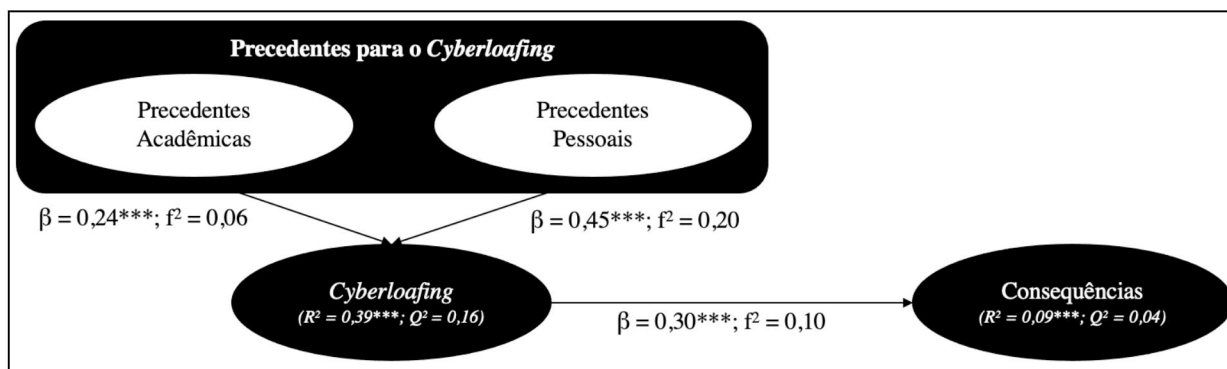 Precedentes para o Cyberloafing
Precedentes
Acadêmicas
Precedentes
Pessoais
β = 0,24***; f² = 0,06
β = 0,45***; f² = 0,20
Cyberloafing
(R² = 0,39***; Q² = 0,16)
β = 0,30***; f² = 0,10
Consequências
(R² = 0,09***; Q² = 0,04)